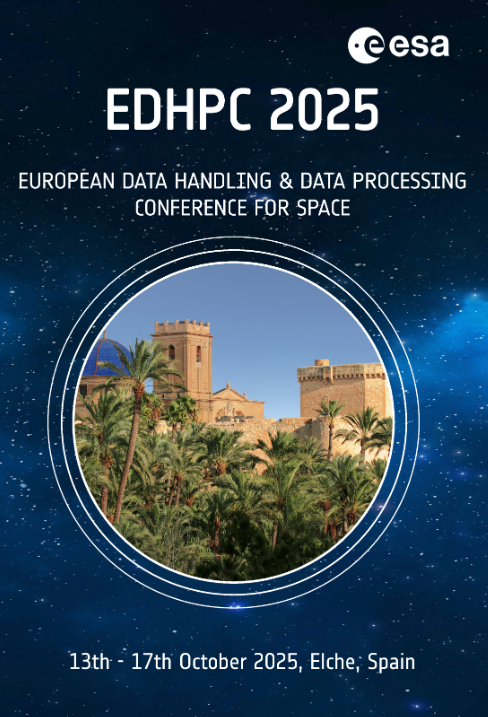 esa
EDHPC 2025
EUROPEAN DATA HANDLING & DATA PROCESSING
CONFERENCE FOR SPACE
13th - 17th October 2025, Elche, Spain